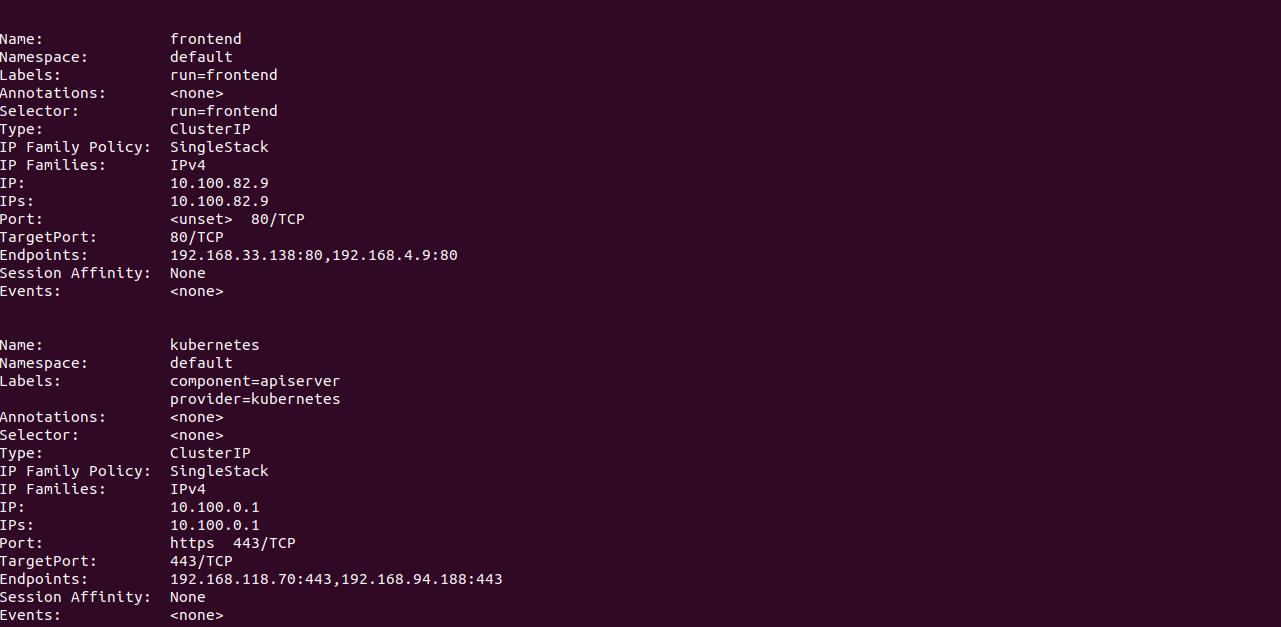 Name:              frontend
Namespace:         default
Labels:            run=frontend
Annotations:       <none>
Selector:          run=frontend
Type:              ClusterIP
IP Family Policy:  SingleStack
IP Families:       IPv4
IP:                10.100.82.9
IPs:               10.100.82.9
Port:              <unset>  80/TCP
TargetPort:        80/TCP
Endpoints:         192.168.33.138:80,192.168.4.9:80
Session Affinity:  None
Events:            <none>
Name:              kubernetes
Namespace:         default
Labels:            component=apiserver
                   provider=kubernetes
Annotations:       <none>
Selector:          <none>
Type:              ClusterIP
IP Family Policy:  SingleStack
IP Families:       IPv4
IP:                10.100.0.1
IPs:               10.100.0.1
Port:              https  443/TCP
TargetPort:        443/TCP
Endpoints:         192.168.118.70:443,192.168.94.188:443
Session Affinity:  None
Events:            <none>